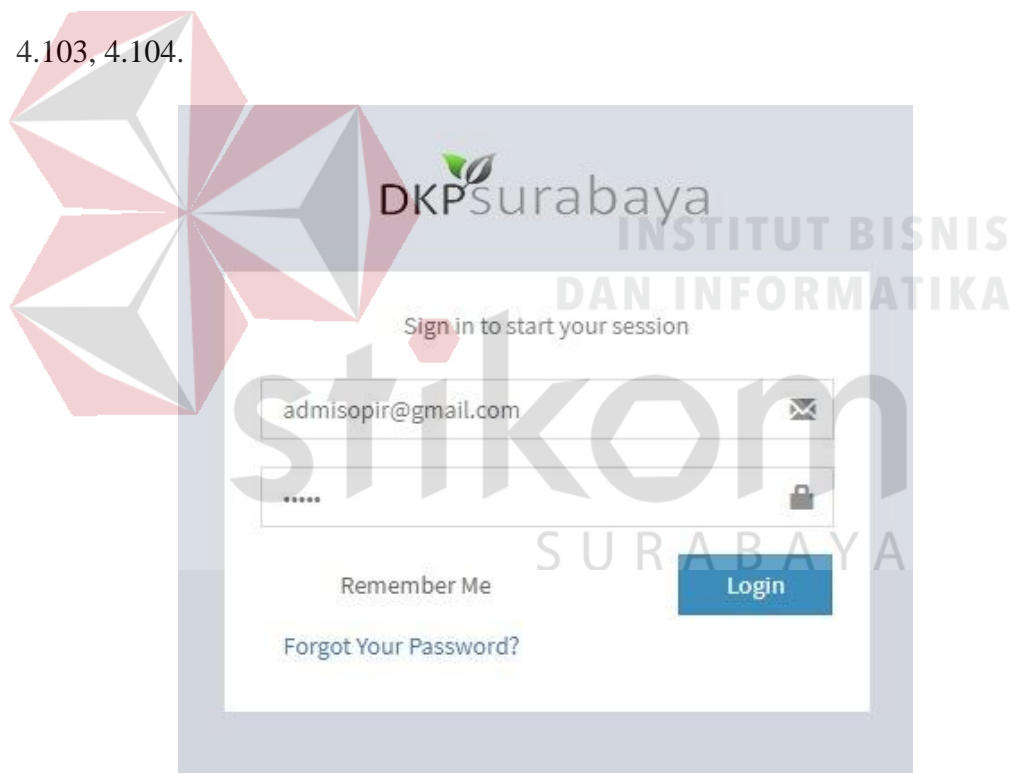 4.103, 4.104.
DKPsurabaya
INSTITUT BISNIS
DAN INFORMATIKA
Sign in to start your session
stikom
admisopir@gmail.com
•••••
SURABAYA
Remember Me
Login
Forgot Your Password?